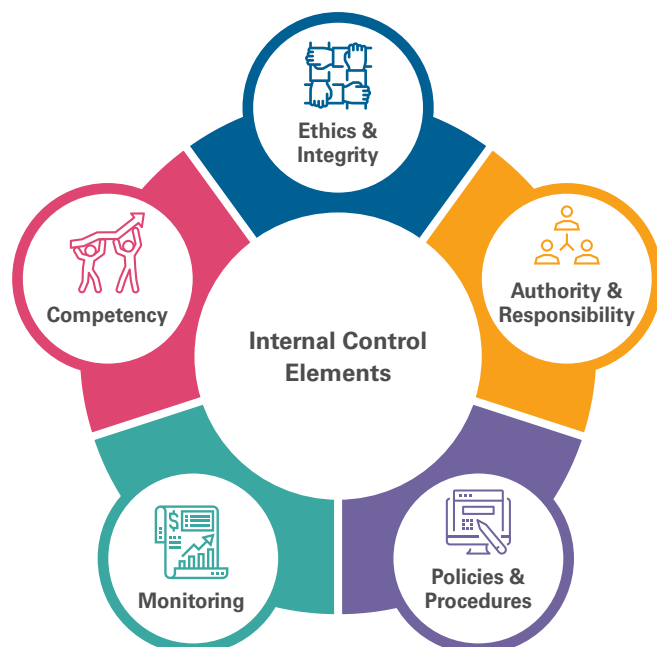 Ethics &
Integrity
Authority &
Responsibility
Policies &
Procedures
$
Monitoring
Competency
Internal Control
Elements